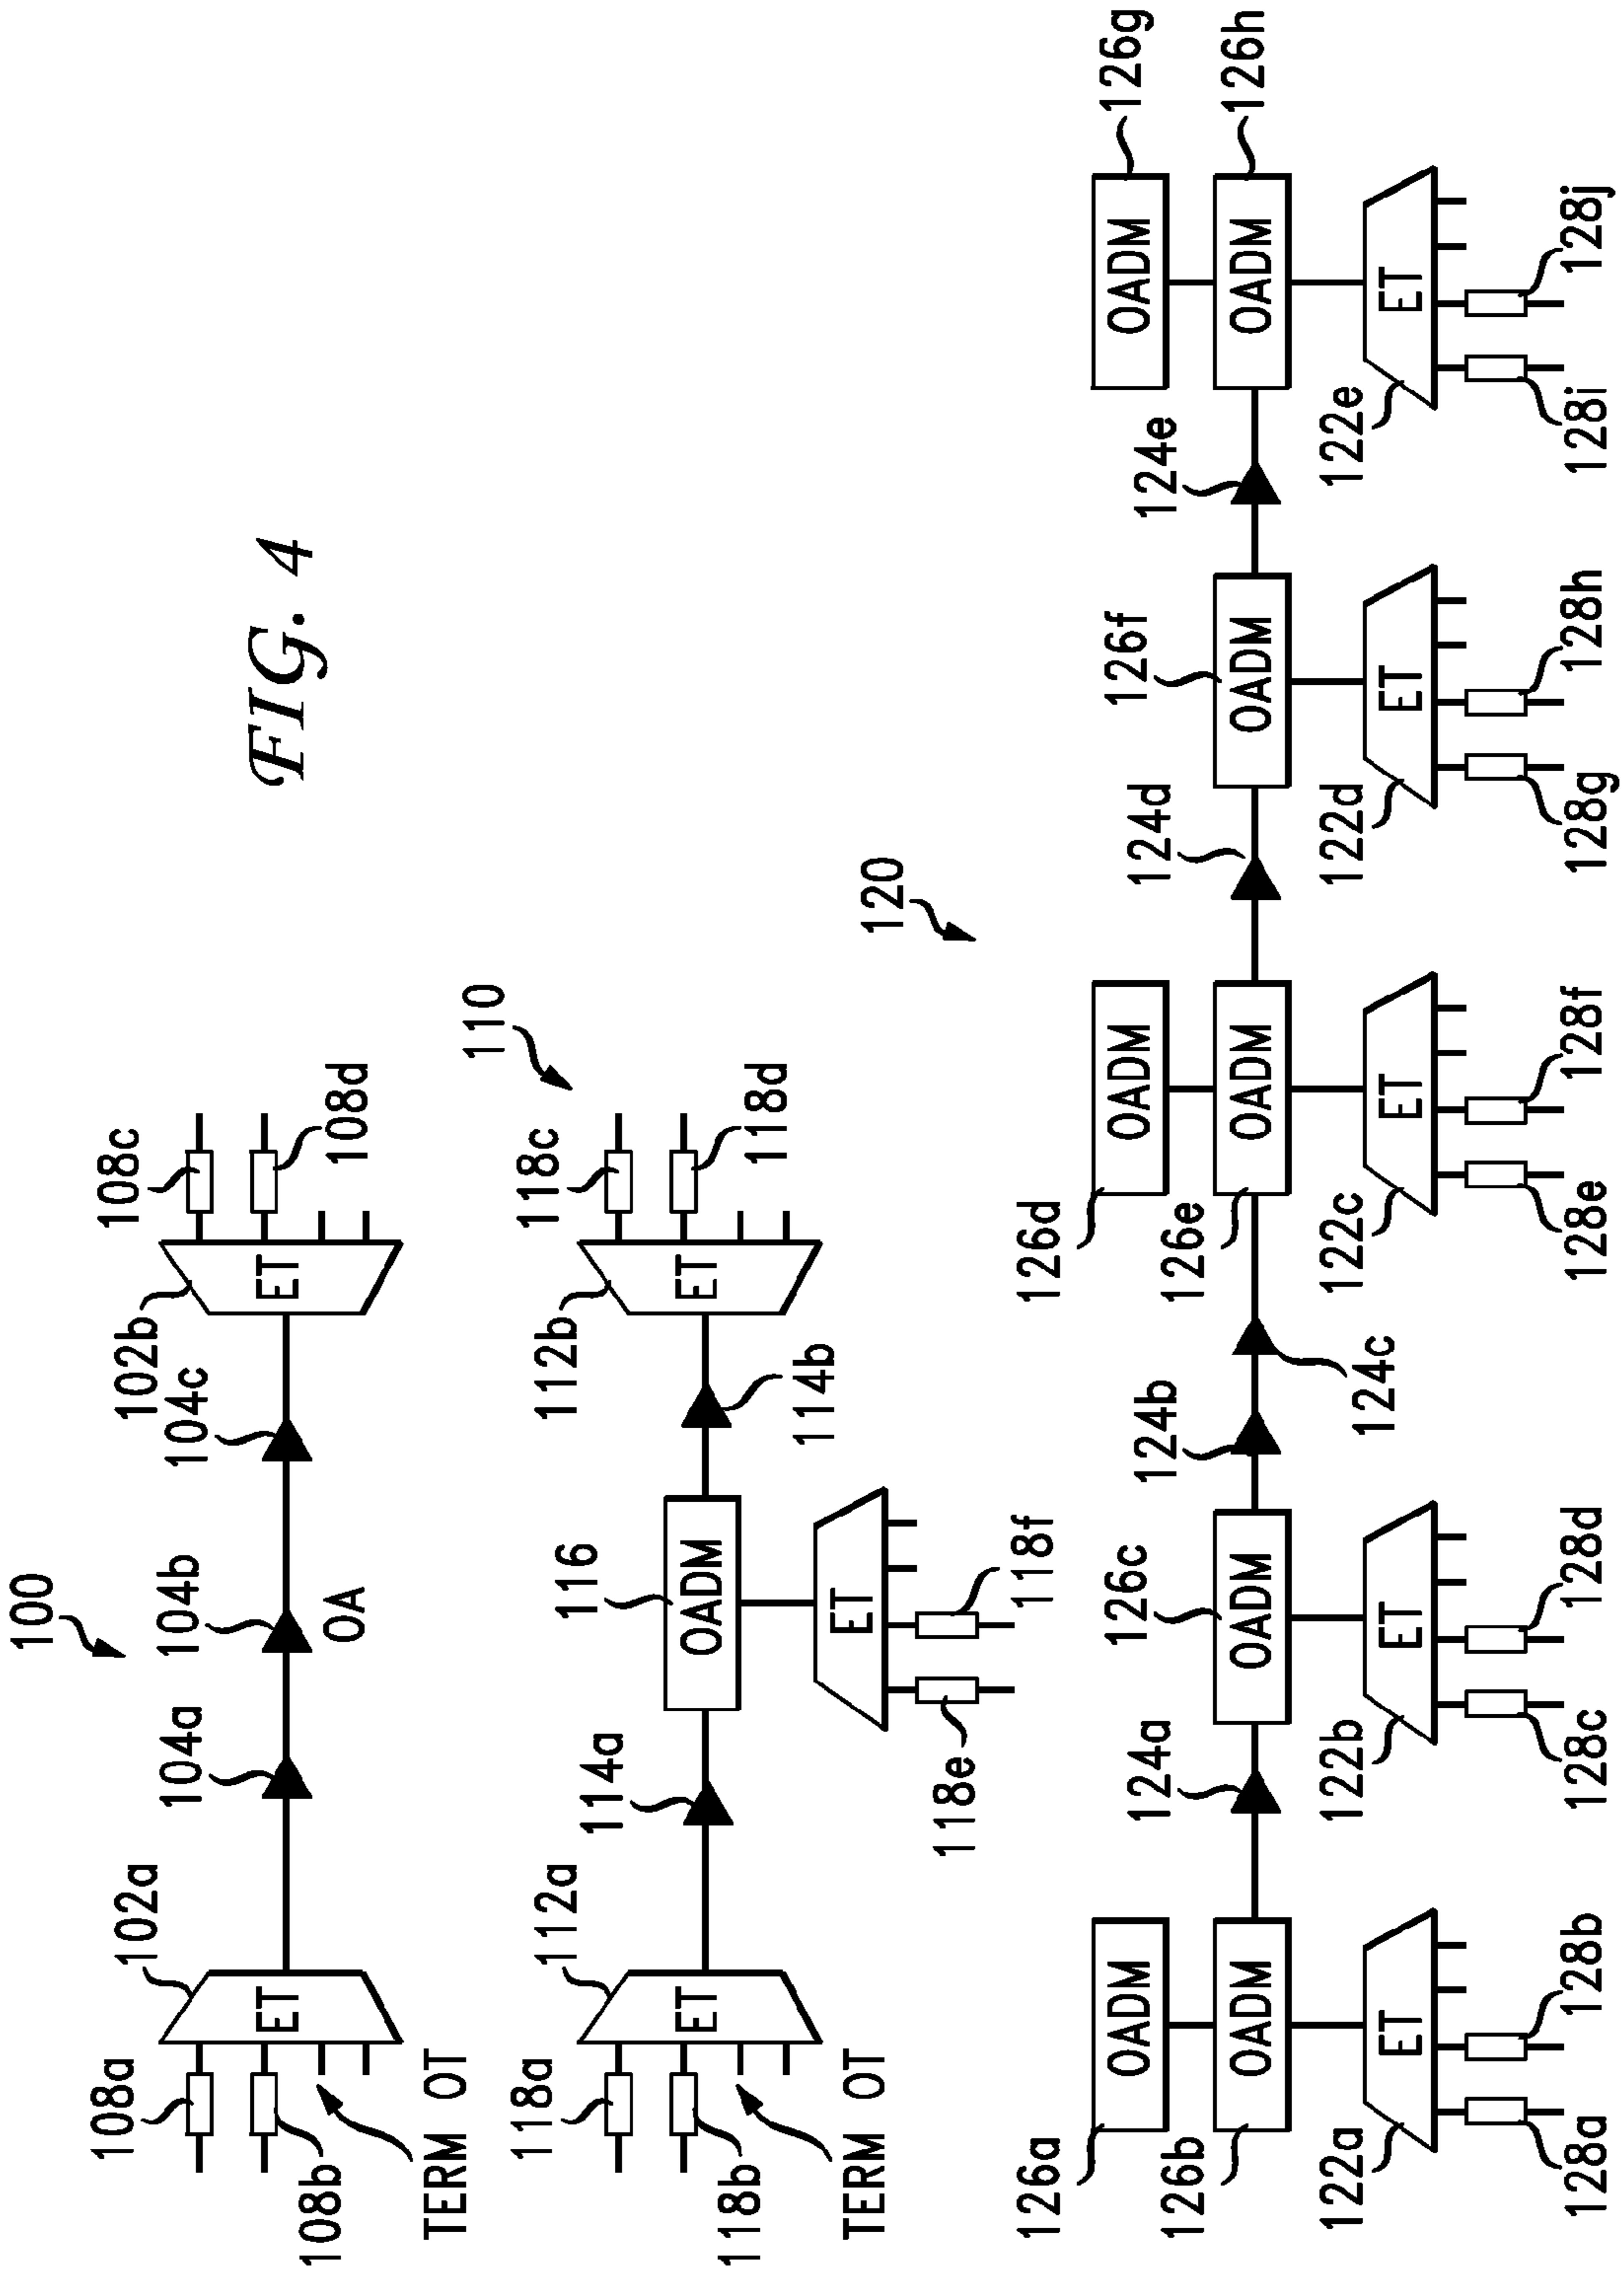 FIG. 4
100
102a
104a
104b
104c
102b
108a
108c
ET
ET
108b
OA
108d
TERM OT
110
112a
114a
116
112b
118a
118c
ET
OADM
ET
118b
114b
118d
TERM OT
ET
118e
118f
120
126a
OADM
126d
OADM
OADM
126g
126b
OADM
124a
126c
OADM
124b
124c
126e
OADM
124d
126f
OADM
124e
OADM
126h
122a
ET
122b
ET
122c
ET
122d
ET
122e
ET
128a
128b
128c
128d
128e
128f
128g
128h
128i
128j